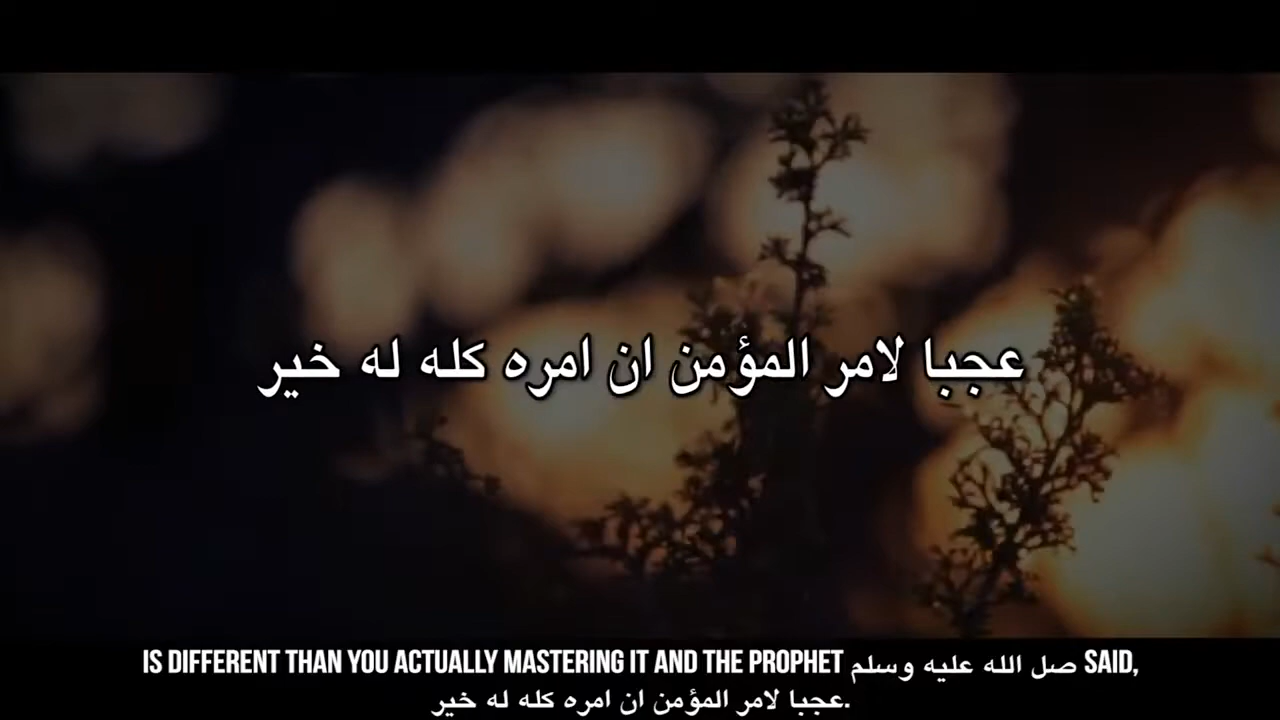 عجبا لامر المؤمن ان امره كله له خير
IS DIFFERENT THAN YOU ACTUALLY MASTERING IT AND THE PROPHET صل الله عليه وسلم SAID,
عجبا لامر المؤمن ان امره كله له خير.